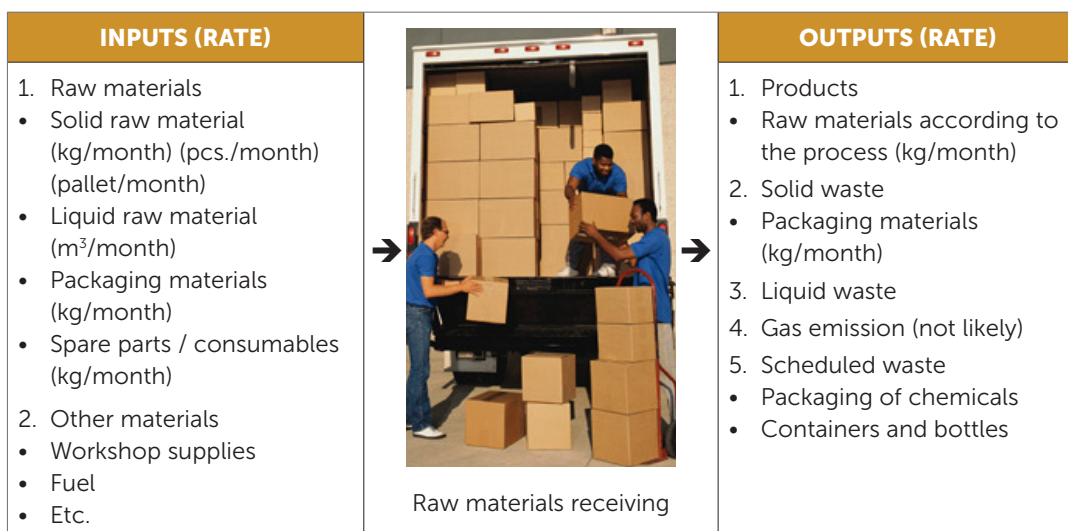 INPUTS (RATE)
1. Raw materials
• Solid raw material
(kg/month) (pcs./month)
(pallet/month)
• Liquid raw material
(m³/month)
• Packaging materials
(kg/month)
• Spare parts / consumables
(kg/month)
2. Other materials
• Workshop supplies
• Fuel
• Etc.
➔
Raw materials receiving
➔
OUTPUTS (RATE)
1. Products
• Raw materials according to
the process (kg/month)
2. Solid waste
• Packaging materials
(kg/month)
3. Liquid waste
4. Gas emission (not likely)
5. Scheduled waste
• Packaging of chemicals
• Containers and bottles